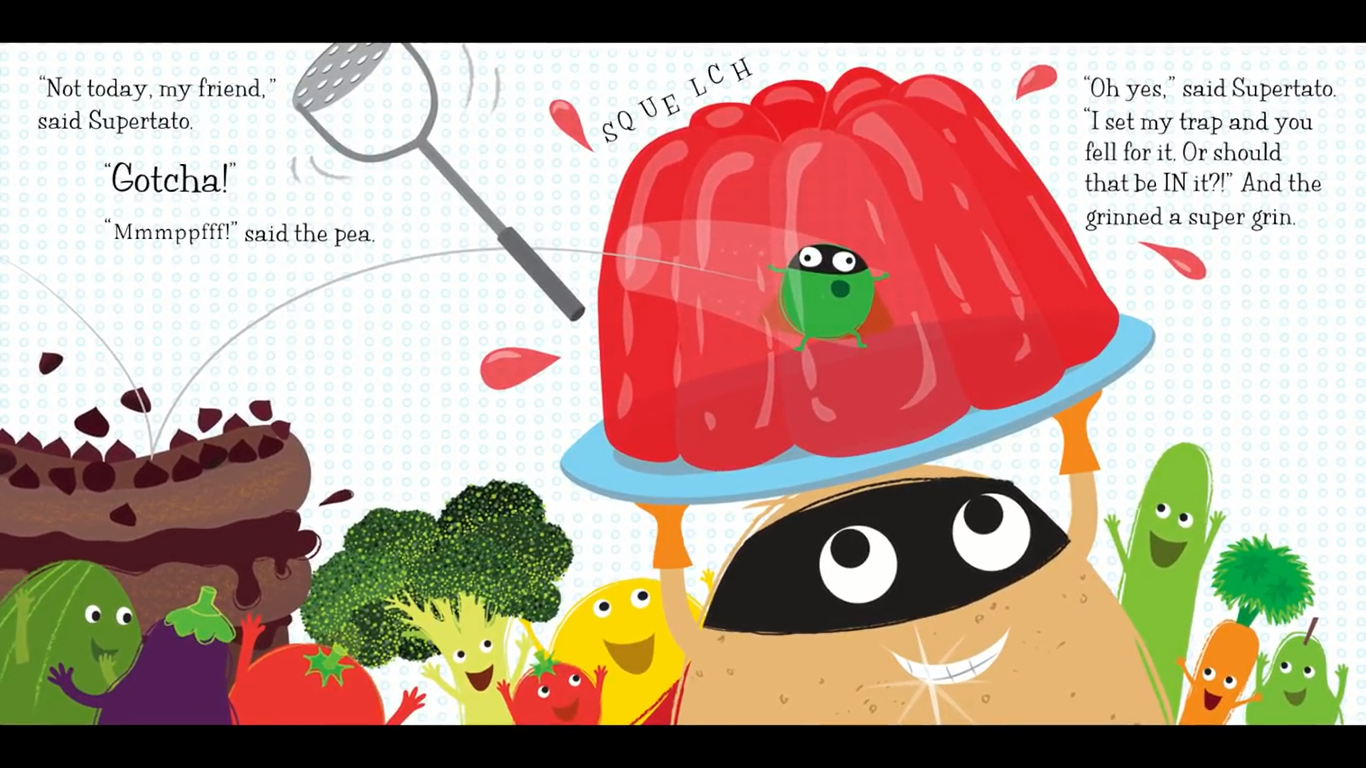 “Not today, my friend,”
said Supertato.
“Gotcha!”
“Mmmppfff!” said the pea.
SQUELCH
“Oh yes,” said Supertato.
“I set my trap and you
fell for it. Or should
that be IN it?!” And the
grinned a super grin.